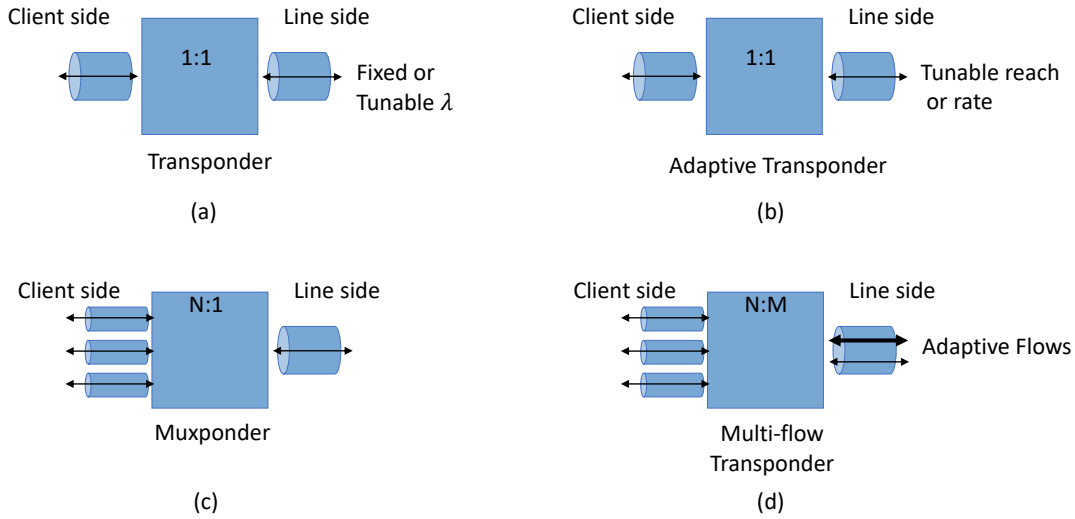 Client side
Line side
1:1
Fixed or
Tunable λ
Transponder
(a)
Client side
Line side
1:1
Tunable reach
or rate
Adaptive Transponder
(b)
Client side
Line side
N:1
Muxponder
(c)
Client side
Line side
N:M
Adaptive Flows
Multi-flow
Transponder
(d)